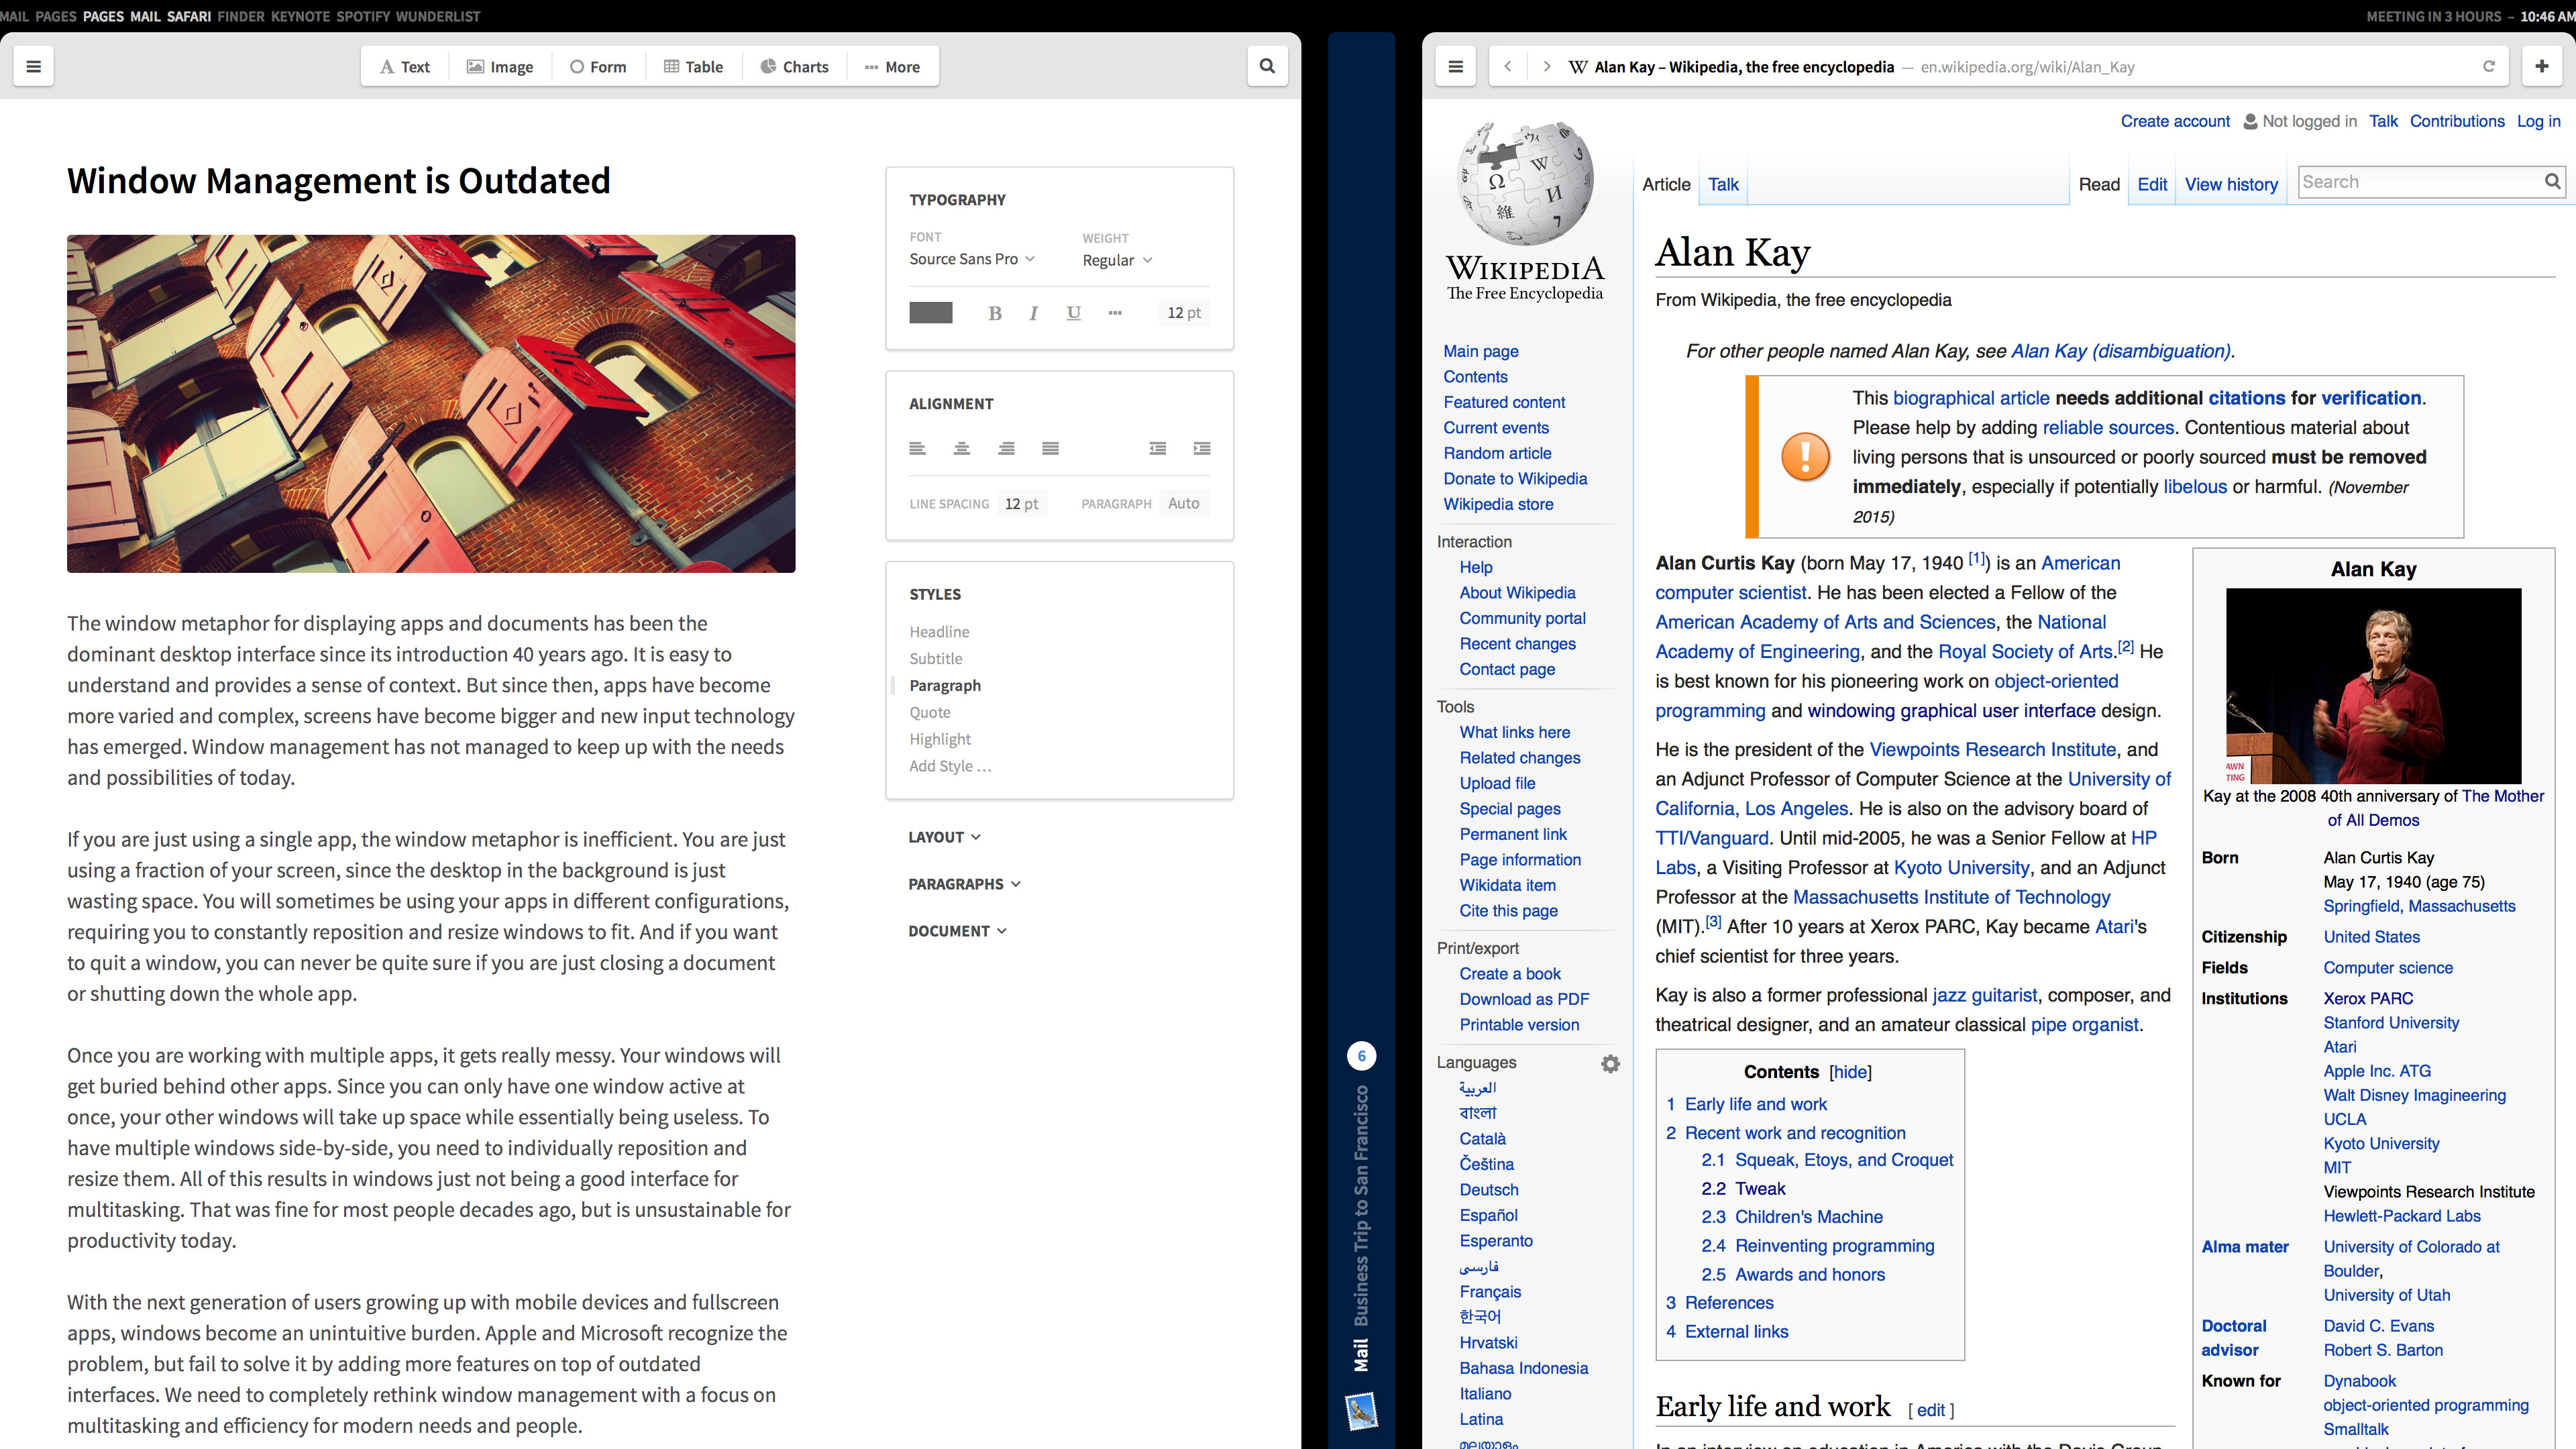 MAIL PAGES PAGES MAIL SAFARI FINDER KEYNOTE SPOTIFY WUNDERLIST
MEETING IN 3 HOURS – 10:46 AM
Text Image Form Table Charts More
Window Management is Outdated
The window metaphor for displaying apps and documents has been the
dominant desktop interface since its introduction 40 years ago. It is easy to
understand and provides a sense of context. But since then, apps have become
more varied and complex, screens have become bigger and new input technology
has emerged. Window management has not managed to keep up with the needs
and possibilities of today.
If you are just using a single app, the window metaphor is inefficient. You are just
using a fraction of your screen, since the desktop in the background is just
wasting space. You will sometimes be using your apps in different configurations,
requiring you to constantly reposition and resize windows to fit. And if you want
to quit a window, you can never be quite sure if you are just closing a document
or shutting down the whole app.
Once you are working with multiple apps, it gets really messy. Your windows will
get buried behind other apps. Since you can only have one window active at
once, your other windows will take up space while essentially being useless. To
have multiple windows side-by-side, you need to individually reposition and
resize them. All of this results in windows just not being a good interface for
multitasking. That was fine for most people decades ago, but is unsustainable for
productivity today.
With the next generation of users growing up with mobile devices and fullscreen
apps, windows become an unintuitive burden. Apple and Microsoft recognize the
problem, but fail to solve it by adding more features on top of outdated
interfaces. We need to completely rethink window management with a focus on
multitasking and efficiency for modern needs and people.
TYPOGRAPHY
FONT WEIGHT
Source Sans Pro Regular
B I U ··· 12 pt
ALIGNMENT
LINE SPACING 12 pt PARAGRAPH Auto
STYLES
Headline
Subtitle
Paragraph
Quote
Highlight
Add Style …
LAYOUT
PARAGRAPHS
DOCUMENT
Mail Business Trip to San Francisco 6
W Alan Kay – Wikipedia, the free encyclopedia — en.wikipedia.org/wiki/Alan_Kay
Create account Not logged in Talk Contributions Log in
WIKIPEDIA
The Free Encyclopedia
Main page
Contents
Featured content
Current events
Random article
Donate to Wikipedia
Wikipedia store
Interaction
Help
About Wikipedia
Community portal
Recent changes
Contact page
Tools
What links here
Related changes
Upload file
Special pages
Permanent link
Page information
Wikidata item
Cite this page
Print/export
Create a book
Download as PDF
Printable version
Languages
العربية
বাংলা
Català
Čeština
Deutsch
Español
Esperanto
فارسی
Français
한국어
Hrvatski
Bahasa Indonesia
Italiano
Latina
Article Talk Read Edit View history Search
Alan Kay
From Wikipedia, the free encyclopedia
For other people named Alan Kay, see Alan Kay (disambiguation).
This biographical article needs additional citations for verification.
Please help by adding reliable sources. Contentious material about
living persons that is unsourced or poorly sourced must be removed
immediately, especially if potentially libelous or harmful. (November
2015)
Alan Curtis Kay (born May 17, 1940 [1]) is an American
computer scientist. He has been elected a Fellow of the
American Academy of Arts and Sciences, the National
Academy of Engineering, and the Royal Society of Arts.[2] He
is best known for his pioneering work on object-oriented
programming and windowing graphical user interface design.
He is the president of the Viewpoints Research Institute, and
an Adjunct Professor of Computer Science at the University of
California, Los Angeles. He is also on the advisory board of
TTI/Vanguard. Until mid-2005, he was a Senior Fellow at HP
Labs, a Visiting Professor at Kyoto University, and an Adjunct
Professor at the Massachusetts Institute of Technology
(MIT).[3] After 10 years at Xerox PARC, Kay became Atari's
chief scientist for three years.
Kay is also a former professional jazz guitarist, composer, and
theatrical designer, and an amateur classical pipe organist.
Contents [hide]
1 Early life and work
2 Recent work and recognition
2.1 Squeak, Etoys, and Croquet
2.2 Tweak
2.3 Children's Machine
2.4 Reinventing programming
2.5 Awards and honors
3 References
4 External links
Early life and work [ edit ]
Alan Kay
AWN
TING
Kay at the 2008 40th anniversary of The Mother
of All Demos
Born Alan Curtis Kay
May 17, 1940 (age 75)
Springfield, Massachusetts
Citizenship United States
Fields Computer science
Institutions Xerox PARC
Stanford University
Atari
Apple Inc. ATG
Walt Disney Imagineering
UCLA
Kyoto University
MIT
Viewpoints Research Institute
Hewlett-Packard Labs
Alma mater University of Colorado at
Boulder,
University of Utah
Doctoral David C. Evans
advisor Robert S. Barton
Known for Dynabook
object-oriented programming
Smalltalk